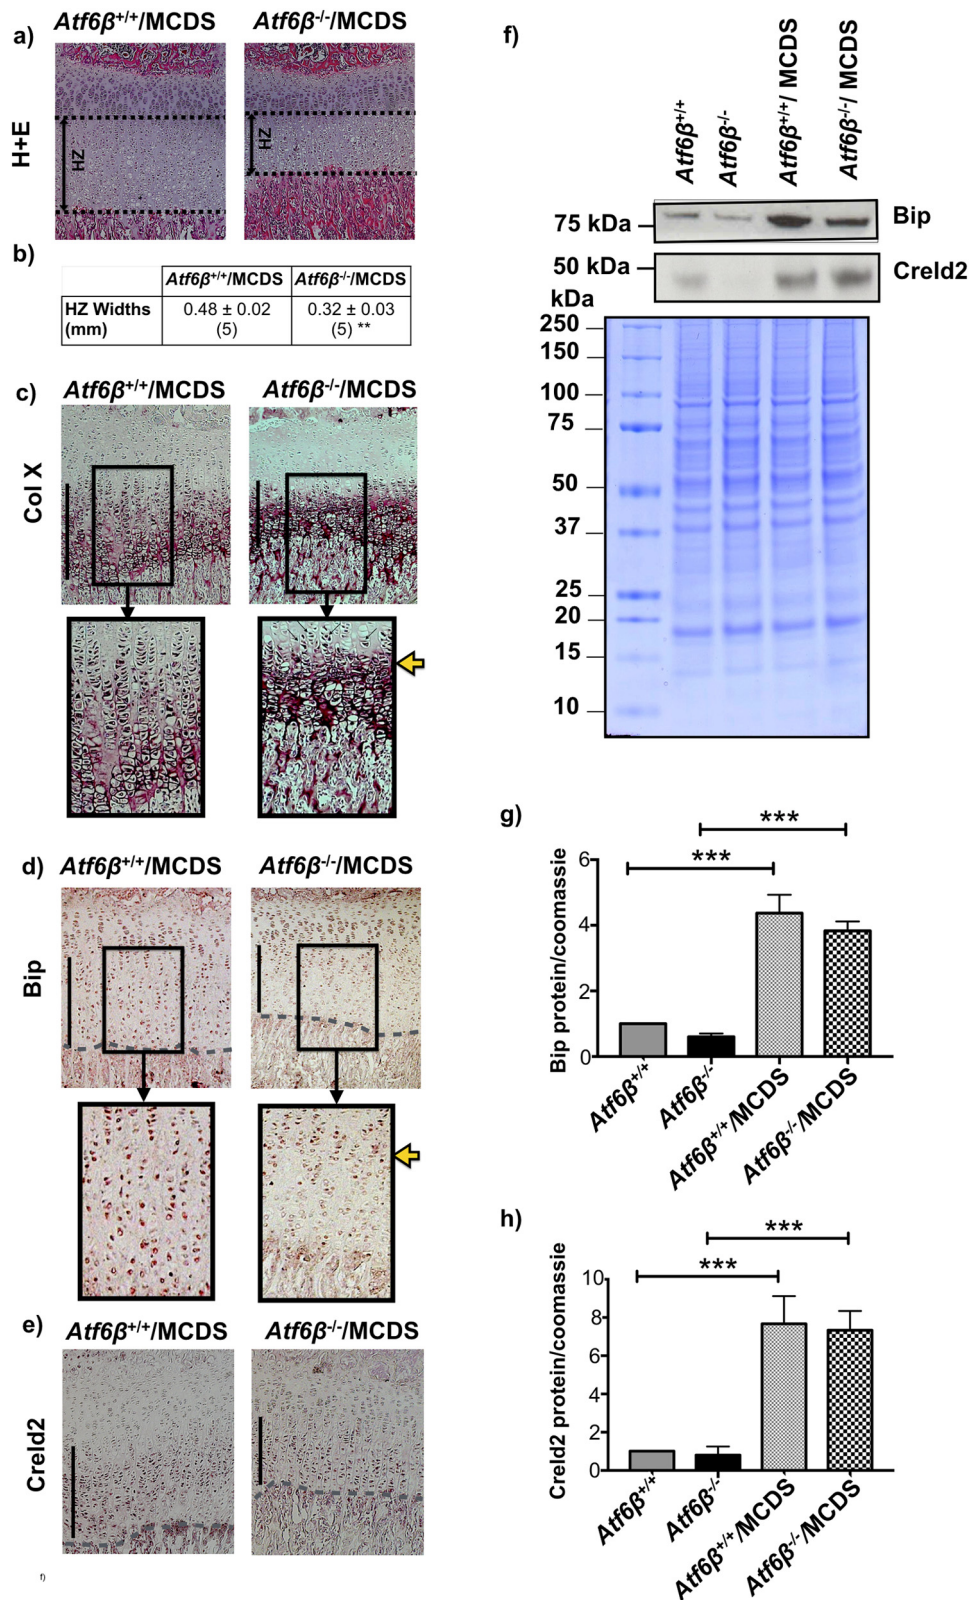 a)
Atf6β+/+/MCDS Atf6β-/-/MCDS
H+E
HZ
HZ
b)
Atf6β+/+/MCDS Atf6β-/-/MCDS
HZ Widths (mm) 0.48 ± 0.02 (5) 0.32 ± 0.03 (5) **
c)
Atf6β+/+/MCDS Atf6β-/-/MCDS
Col X
d)
Atf6β+/+/MCDS Atf6β-/-/MCDS
Bip
e)
Atf6β+/+/MCDS Atf6β-/-/MCDS
Creld2
f)
f)
Atf6β+/+
Atf6β-/-
Atf6β+/+/ MCDS
Atf6β-/-/ MCDS
75 kDa Bip
50 kDa Creld2
kDa
250
150
100
75
50
37
25
20
15
10
g)
***
***
Bip protein/coomassie
6
4
2
0
Atf6β+/+
Atf6β-/-
Atf6β+/+/MCDS
Atf6β-/-/MCDS
h)
***
***
Creld2 protein/coomassie
10
8
6
4
2
0
Atf6β+/+
Atf6β-/-
Atf6β+/+/MCDS
Atf6β-/-/MCDS